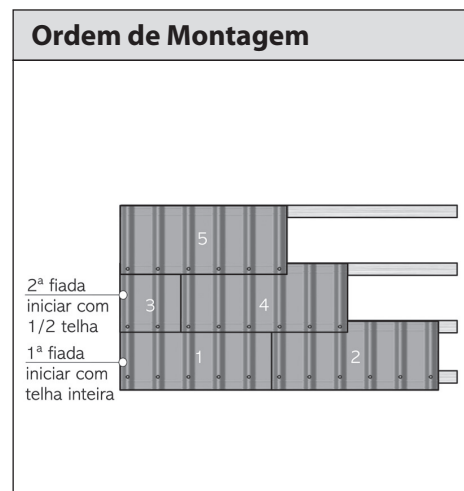 Ordem de Montagem
5
2ª fiada
iniciar com
1/2 telha
3
4
1ª fiada
iniciar com
telha inteira
1
2